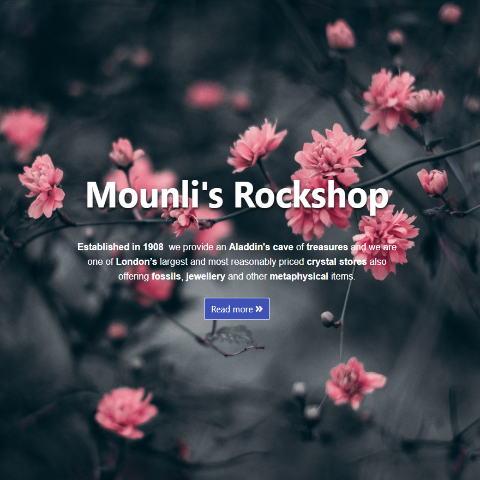 Mounli's Rockshop
Established in 1908 we provide an Aladdin's cave of treasures and we are
one of London's largest and most reasonably priced crystal stores also
offering fossils, jewellery and other metaphysical items.
Read more »